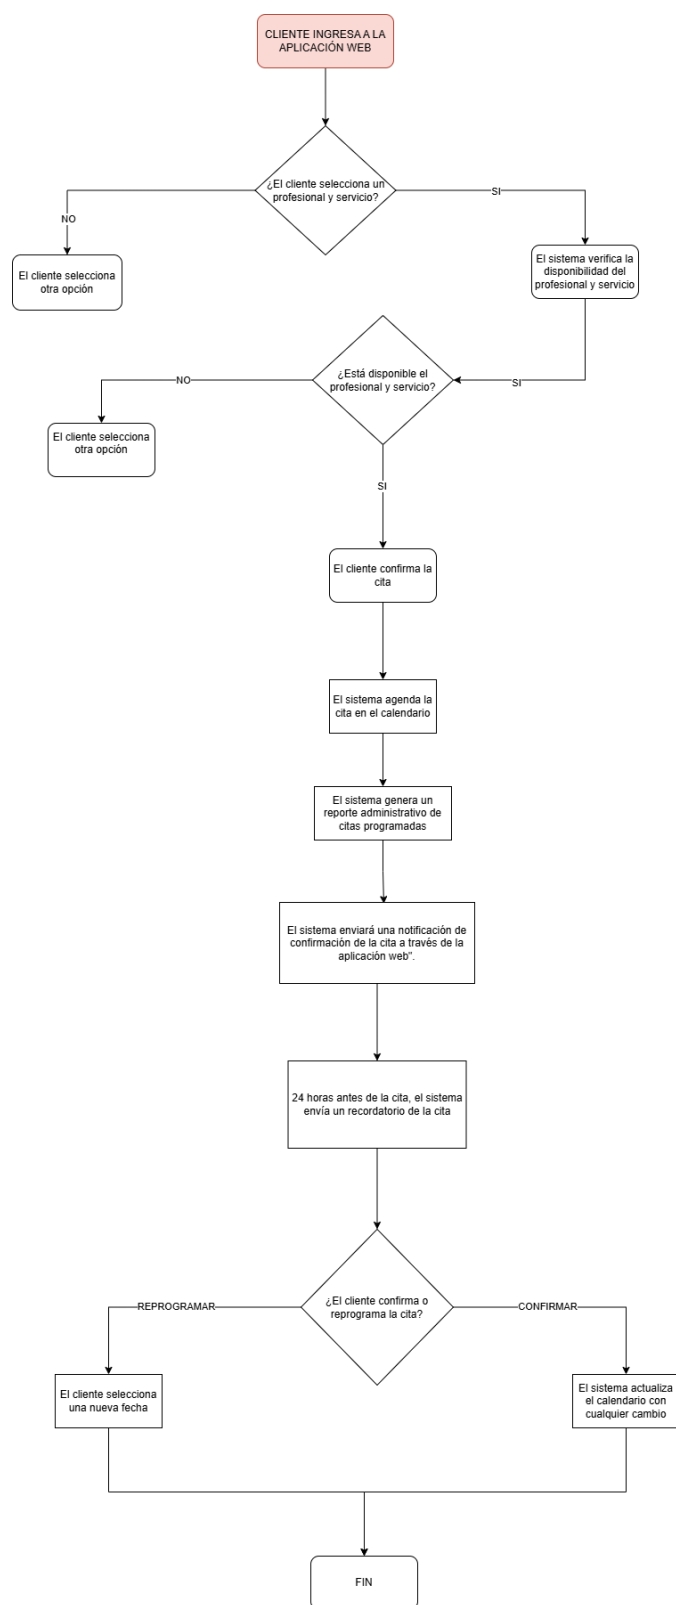 CLIENTE INGRESA A LA
APLICACIÓN WEB
¿El cliente selecciona un
profesional y servicio?
NO
SI
El cliente selecciona
otra opción
El sistema verifica la
disponibilidad del
profesional y servicio
¿Está disponible el
profesional y servicio?
NO
SI
El cliente selecciona
otra opción
SI
El cliente confirma la
cita
El sistema agenda la
cita en el calendario
El sistema genera un
reporte administrativo de
citas programadas
El sistema enviará una notificación de
confirmación de la cita a través de la
aplicación web".
24 horas antes de la cita, el sistema
envía un recordatorio de la cita
¿El cliente confirma o
reprograma la cita?
REPROGRAMAR
CONFIRMAR
El cliente selecciona
una nueva fecha
El sistema actualiza
el calendario con
cualquier cambio
FIN